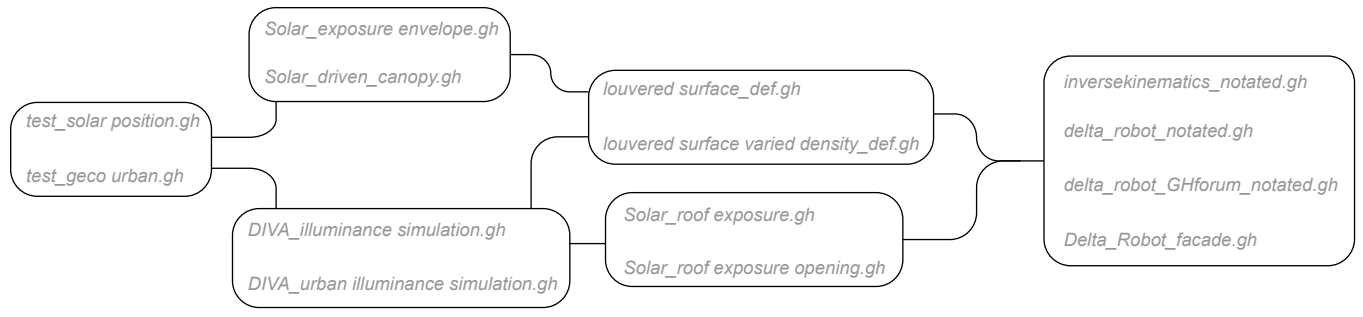 test_solar position.gh
test_geco urban.gh
Solar_exposure envelope.gh
Solar_driven_canopy.gh
DIVA_illuminance simulation.gh
DIVA_urban illuminance simulation.gh
louvered surface_def.gh
louvered surface varied density_def.gh
Solar_roof exposure.gh
Solar_roof exposure opening.gh
inversekinematics_notated.gh
delta_robot_notated.gh
delta_robot_GHforum_notated.gh
Delta_Robot_facade.gh